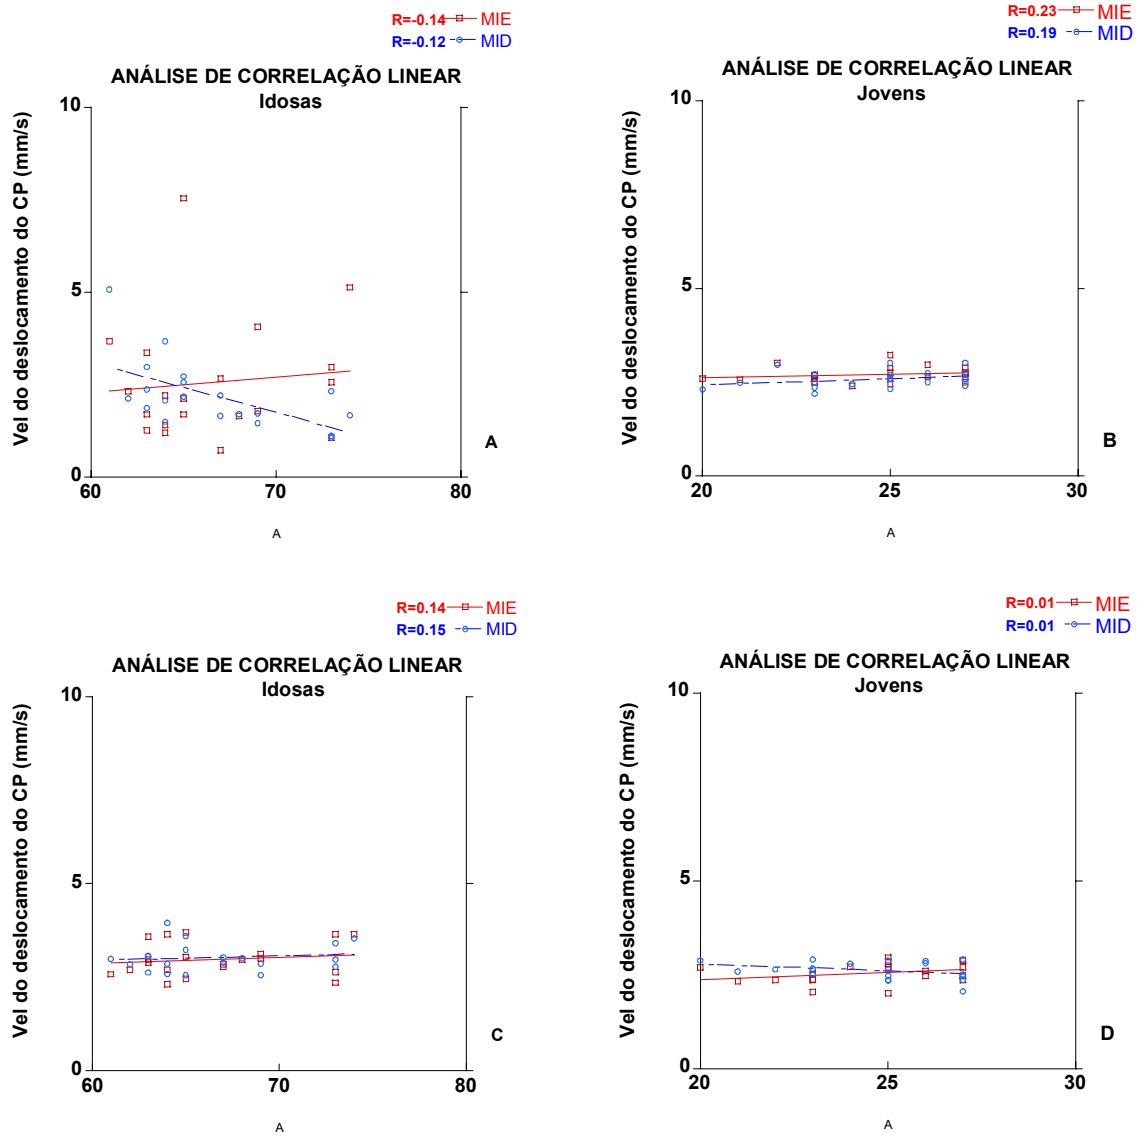 R=-0.14 MIE
R=-0.12 MID
ANÁLISE DE CORRELAÇÃO LINEAR
Idosas
Vel do deslocamento do CP (mm/s)
10
5
0
60 70 80
A
A
R=0.23 MIE
R=0.19 MID
ANÁLISE DE CORRELAÇÃO LINEAR
Jovens
Vel do deslocamento do CP (mm/s)
10
5
0
20 25 30
B
A
R=0.14 MIE
R=0.15 MID
ANÁLISE DE CORRELAÇÃO LINEAR
Idosas
Vel do deslocamento do CP (mm/s)
10
5
0
60 70 80
C
A
R=0.01 MIE
R=0.01 MID
ANÁLISE DE CORRELAÇÃO LINEAR
Jovens
Vel do deslocamento do CP (mm/s)
10
5
0
20 25 30
D
A